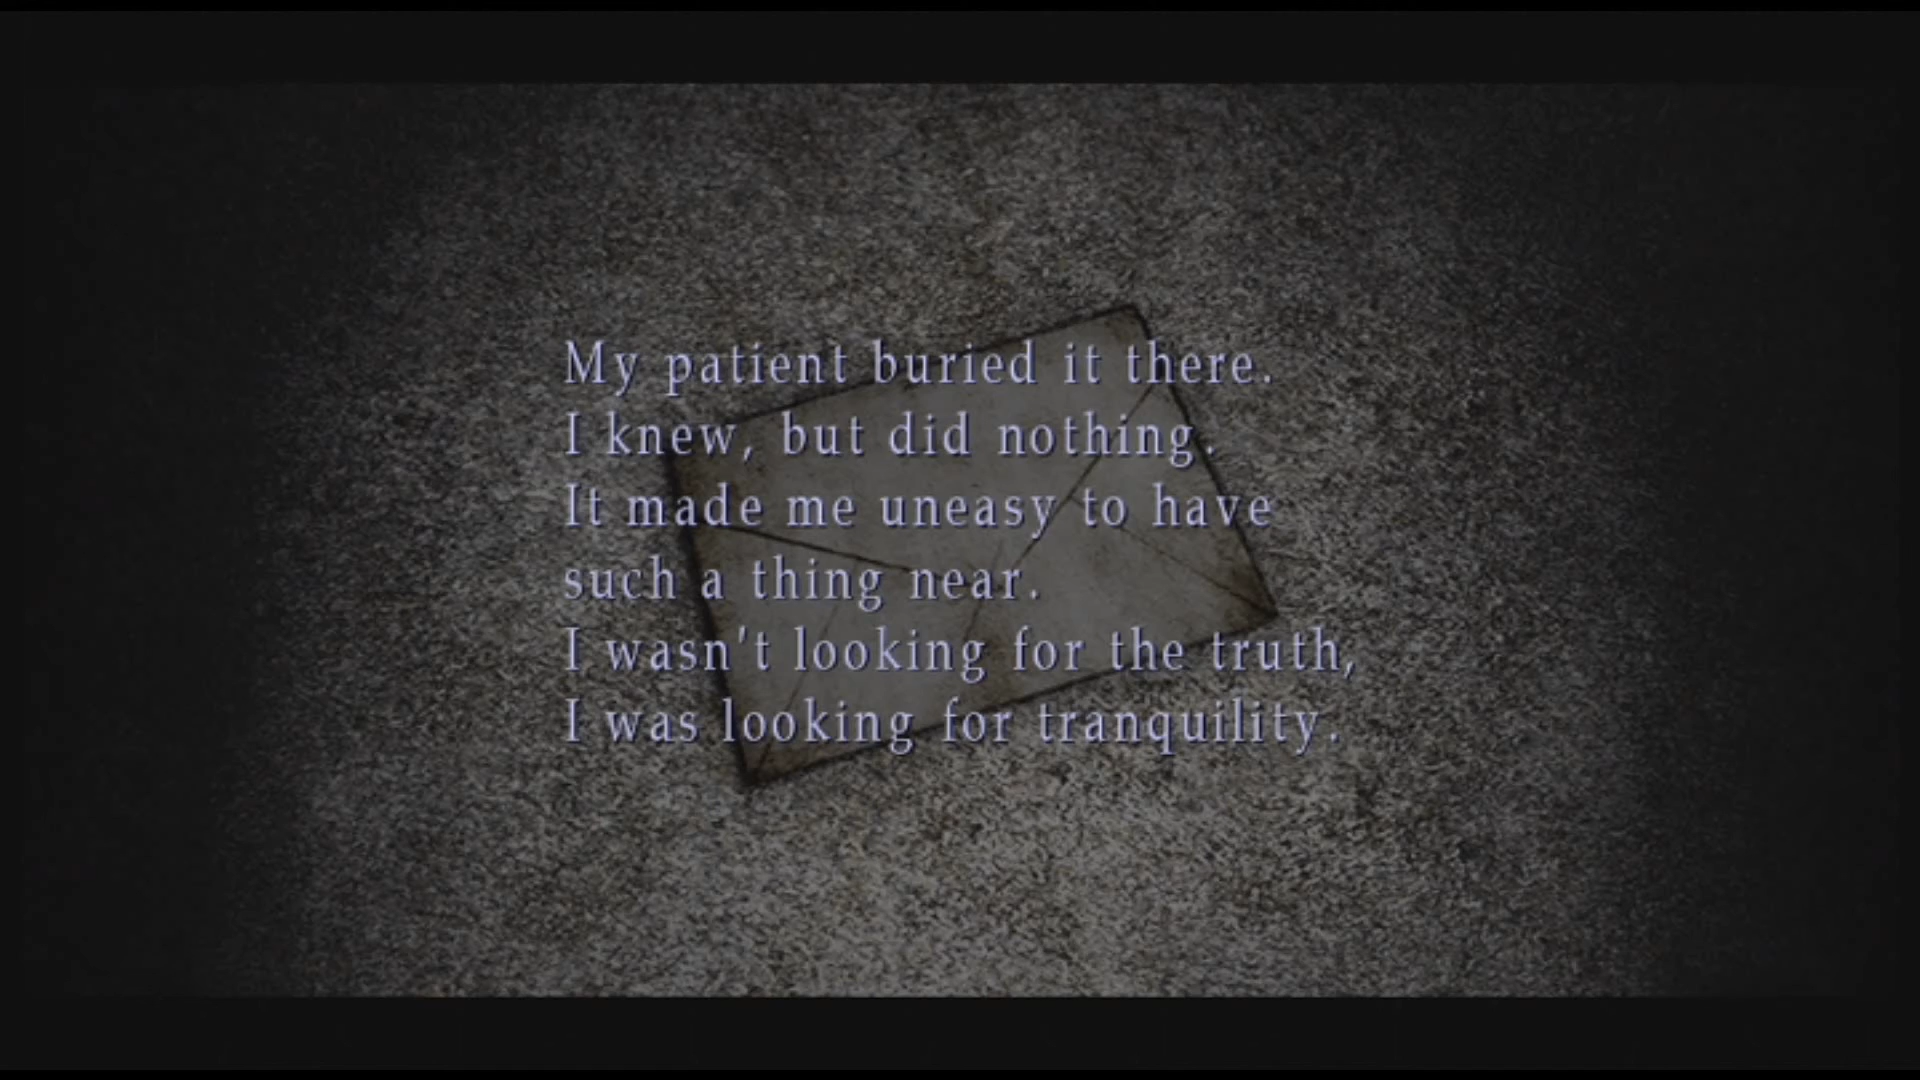 My patient buried it there.
I knew, but did nothing.
It made me uneasy to have
such a thing near.
I wasn't looking for the truth,
I was looking for tranquility.